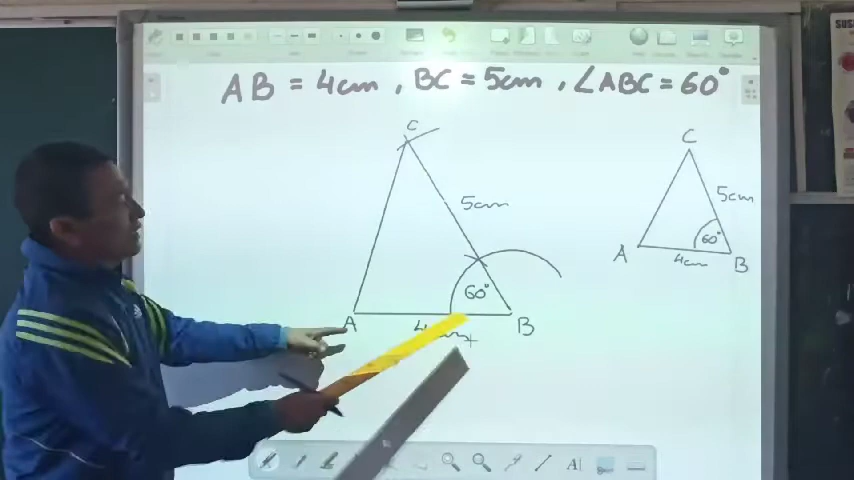 AB = 4cm , BC = 5cm , ∠ABC = 60°
C
5cm
60°
A
B
C
5cm
60°
A
4cm
B